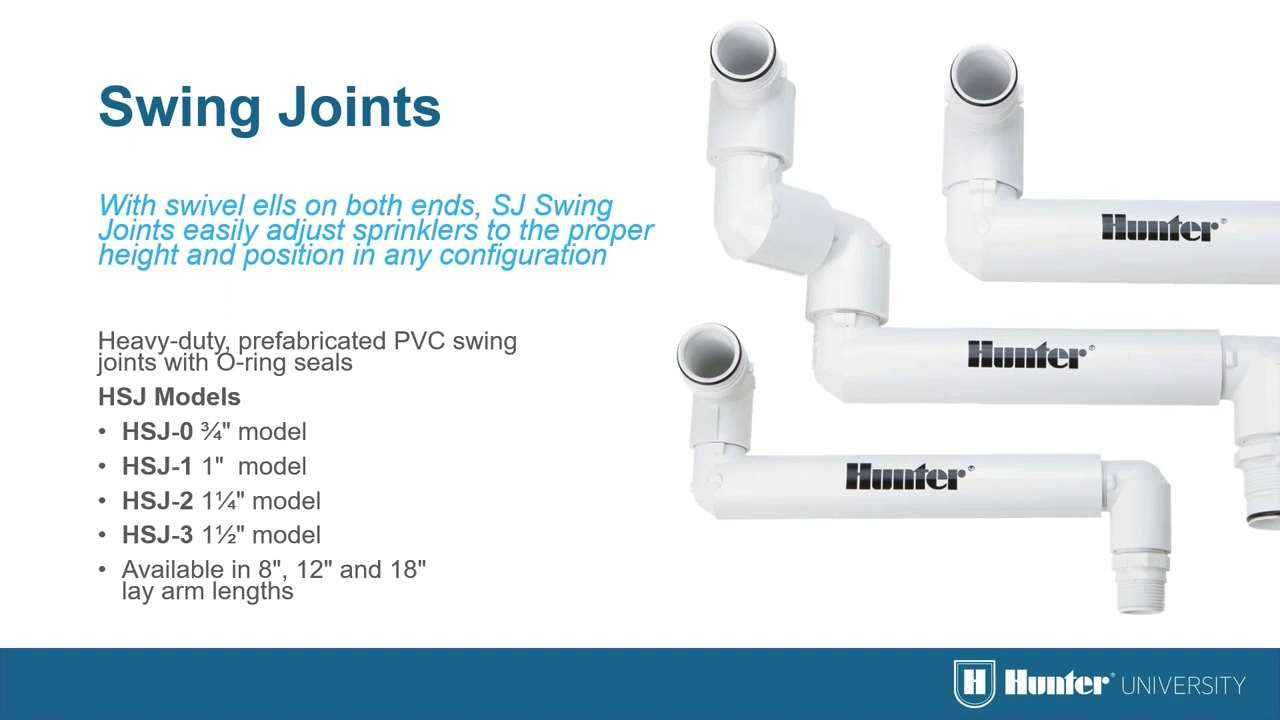 Swing Joints
With swivel ells on both ends, SJ Swing
Joints easily adjust sprinklers to the proper
height and position in any configuration
Heavy-duty, prefabricated PVC swing
joints with O-ring seals
HSJ Models
• HSJ-0 ¾" model
• HSJ-1 1"  model
• HSJ-2 1¼" model
• HSJ-3 1½" model
• Available in 8", 12" and 18"
lay arm lengths
Hunter®
Hunter®
Hunter®
H Hunter® UNIVERSITY